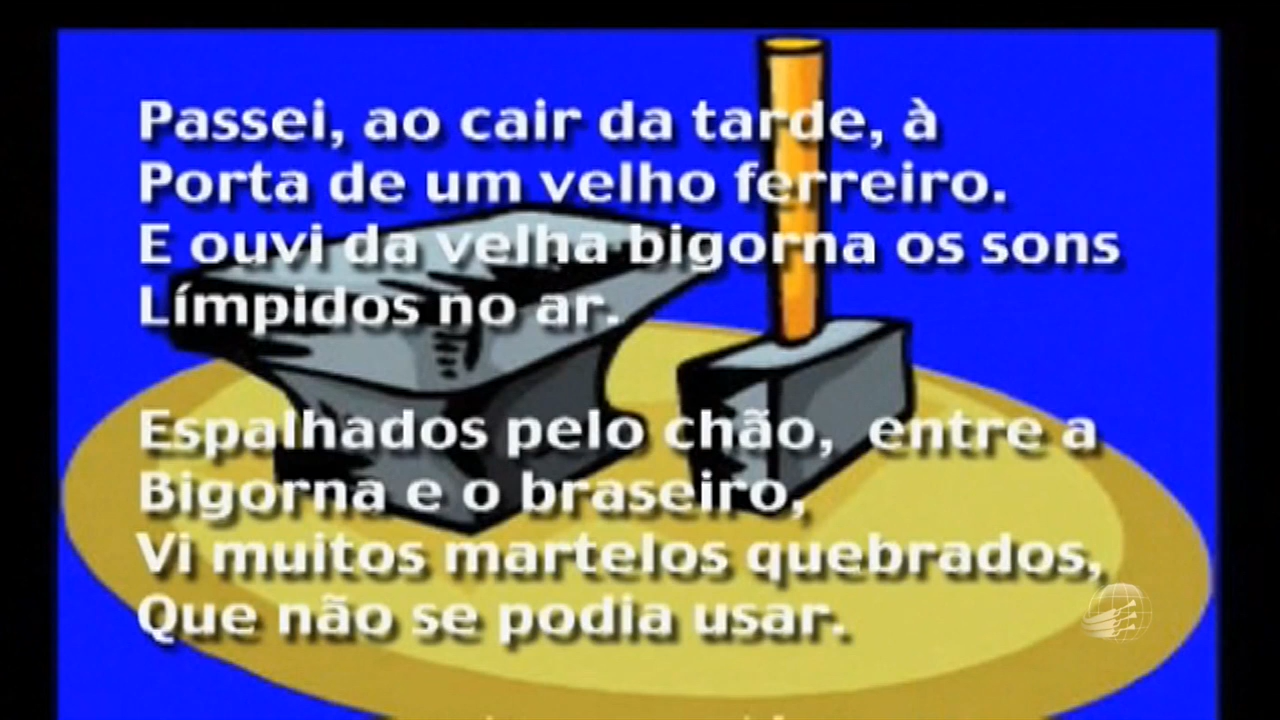 Passei, ao cair da tarde, à
Porta de um velho ferreiro.
E ouvi da velha bigorna os sons
Límpidos no ar.
Espalhados pelo chão, entre a
Bigorna e o braseiro,
Vi muitos martelos quebrados,
Que não se podia usar.